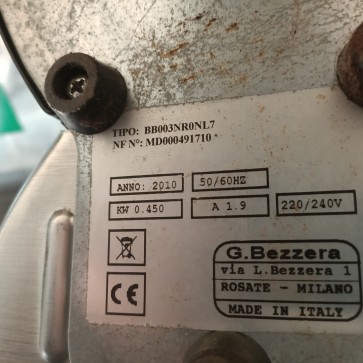 TIPO: BB003NR0NL7
NF N°: MD000491710 *
ANNO: 2010 50/60HZ
KW 0.450 A 1.9 220/240V
CE
G.Bezzera
via L.Bezzera 1
ROSATE - MILANO
MADE IN ITALY